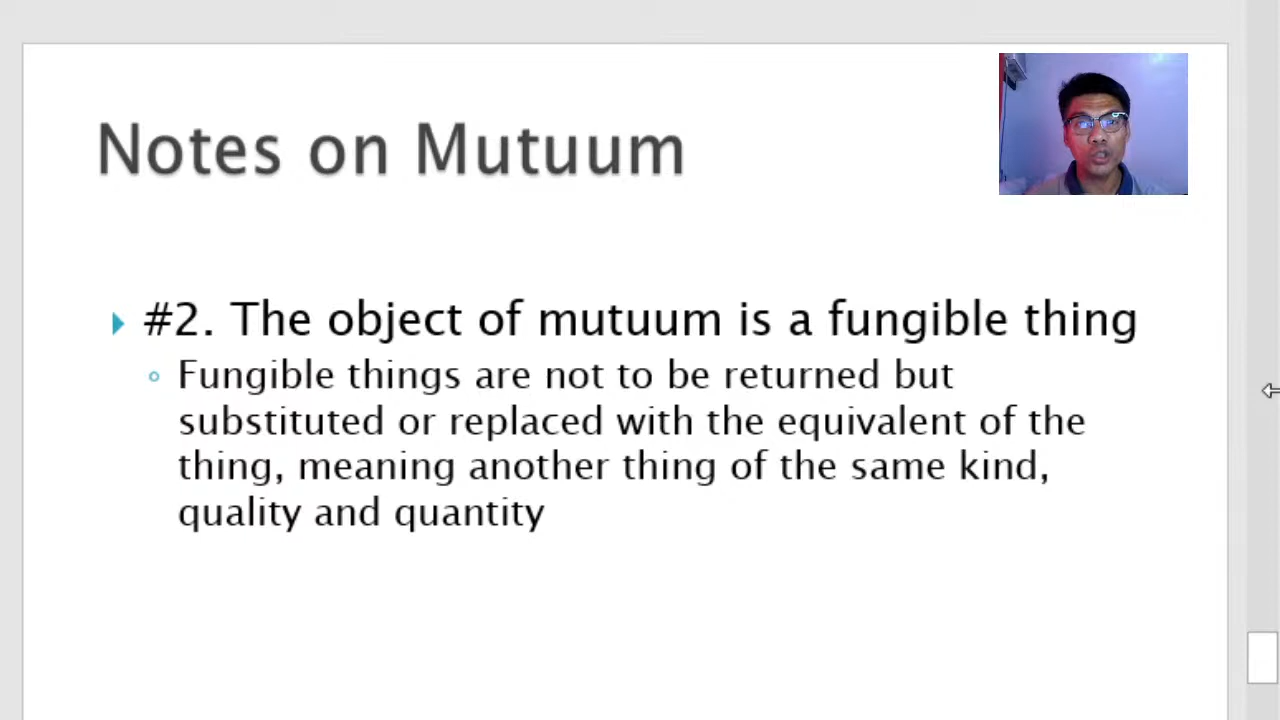 Notes on Mutuum
#2. The object of mutuum is a fungible thing
Fungible things are not to be returned but
substituted or replaced with the equivalent of the
thing, meaning another thing of the same kind,
quality and quantity